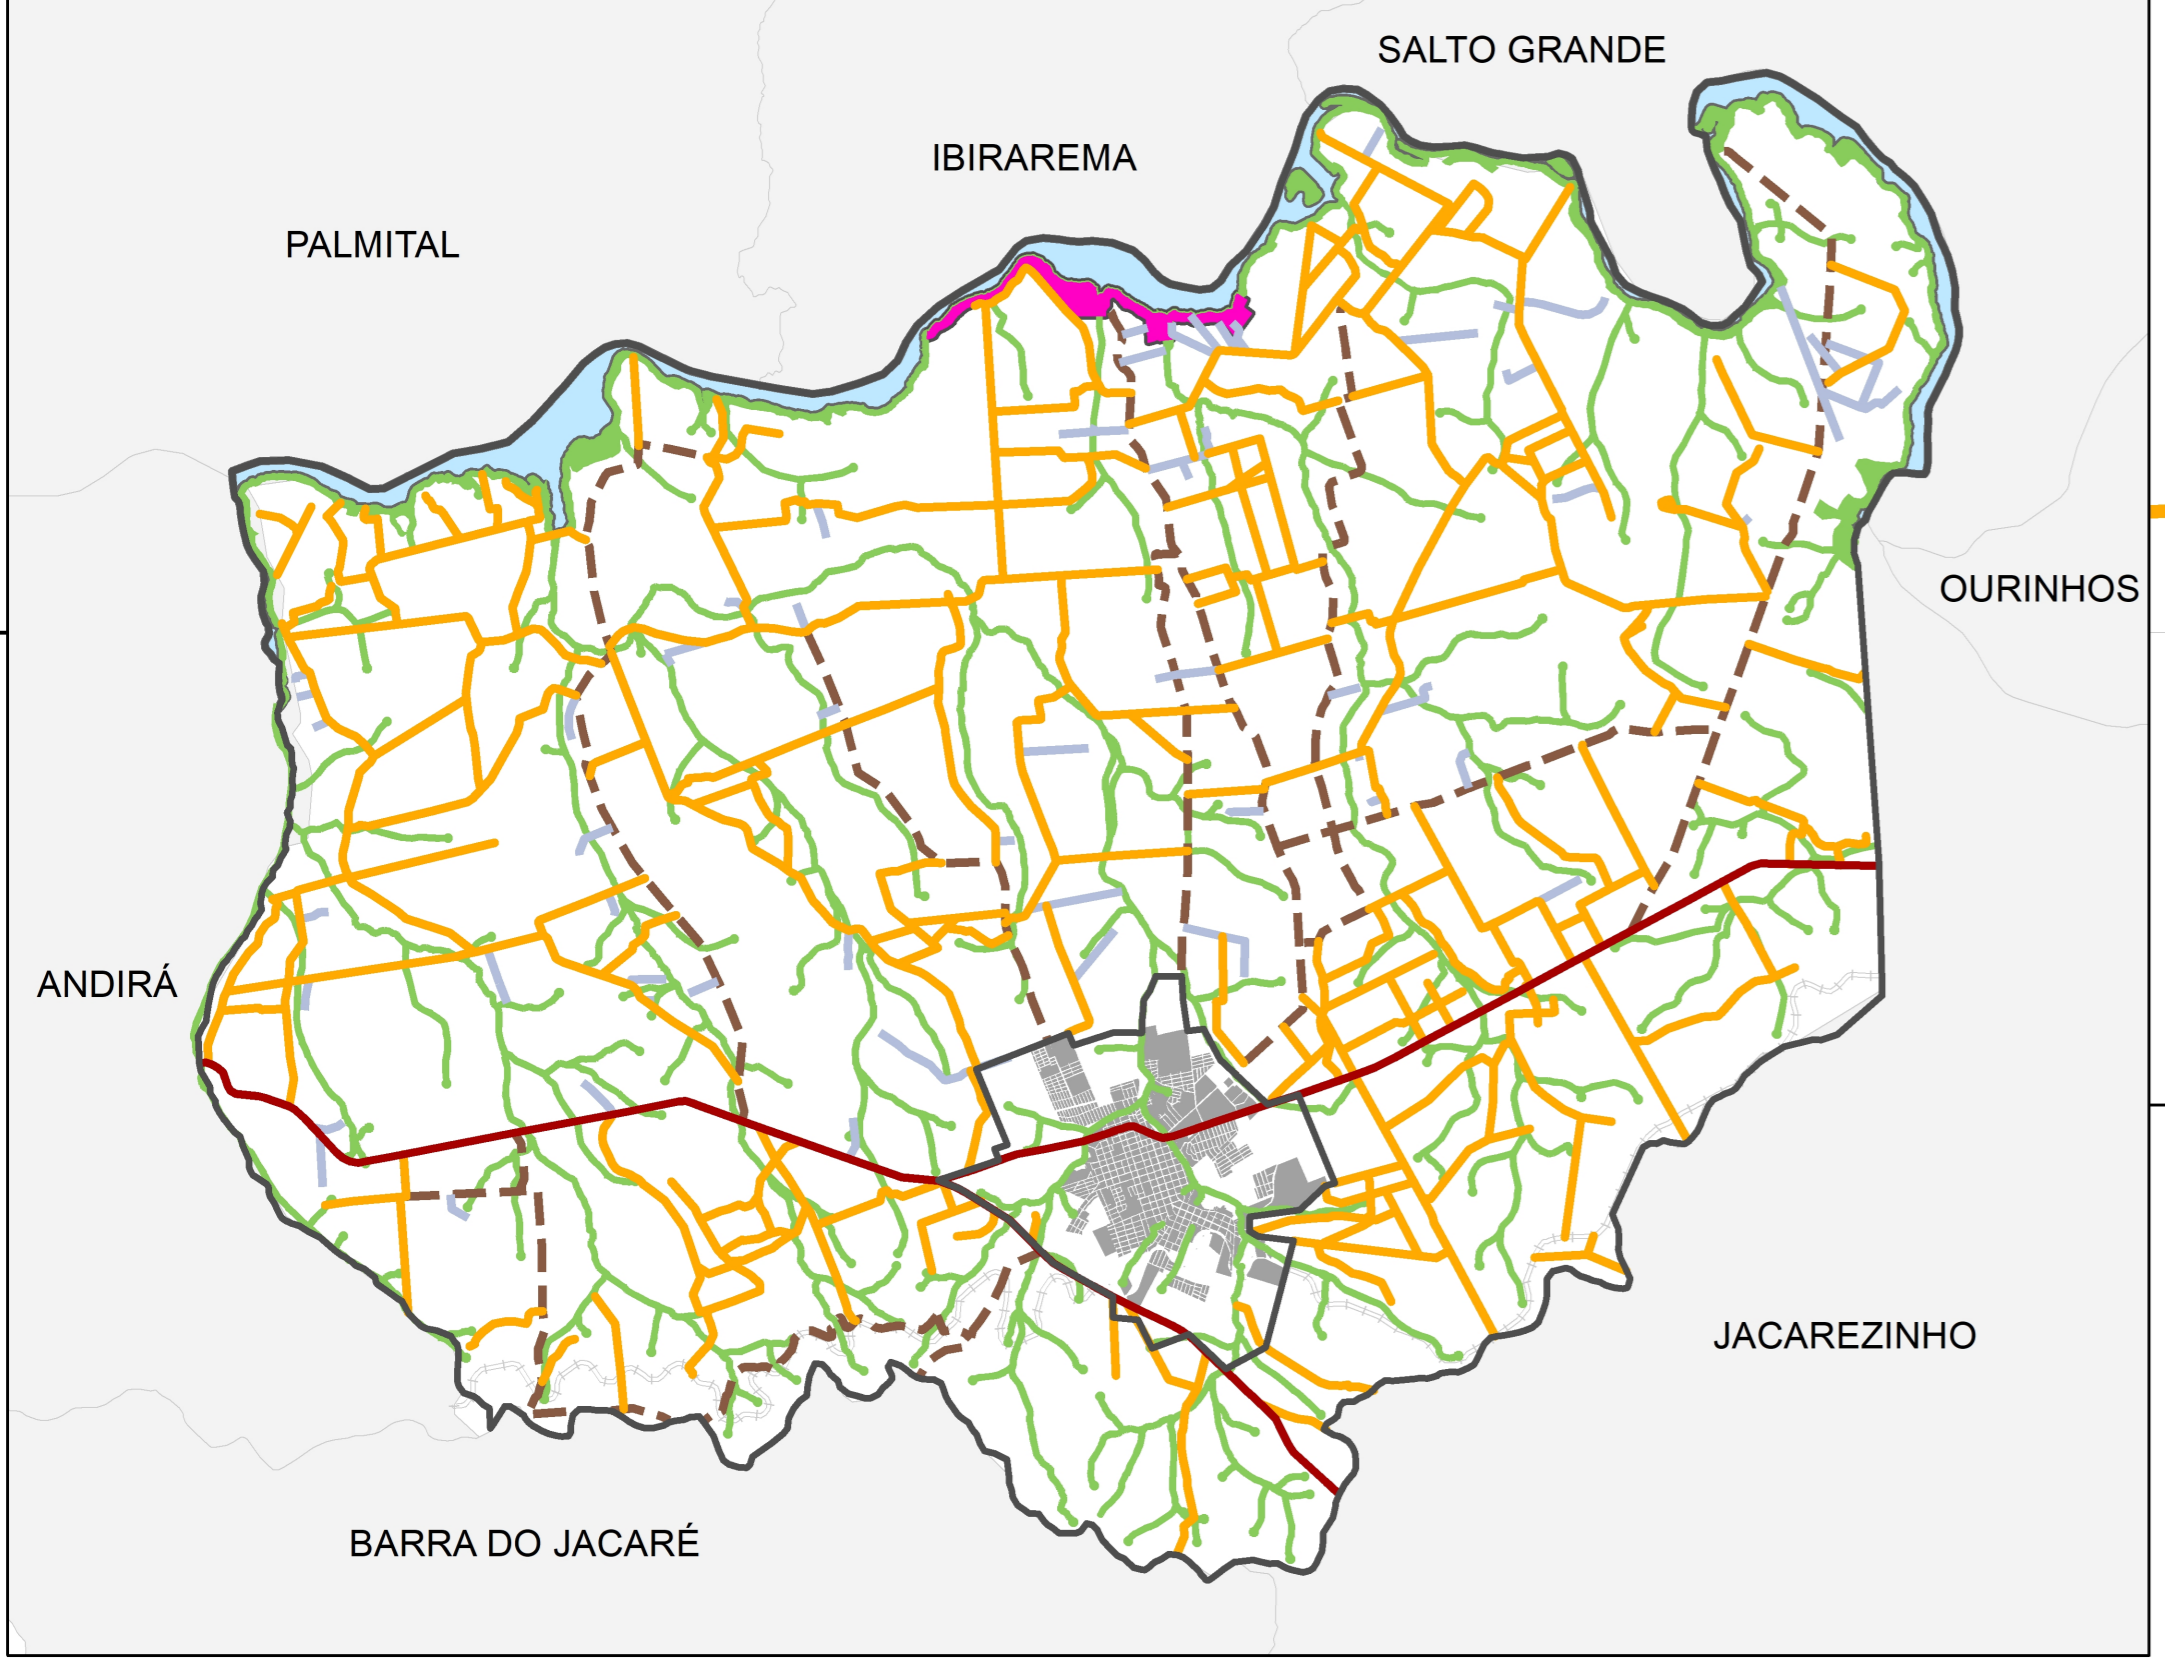 SALTO GRANDE
IBIRAREMA
PALMITAL
OURINHOS
ANDIRÁ
JACAREZINHO
BARRA DO JACARÉ